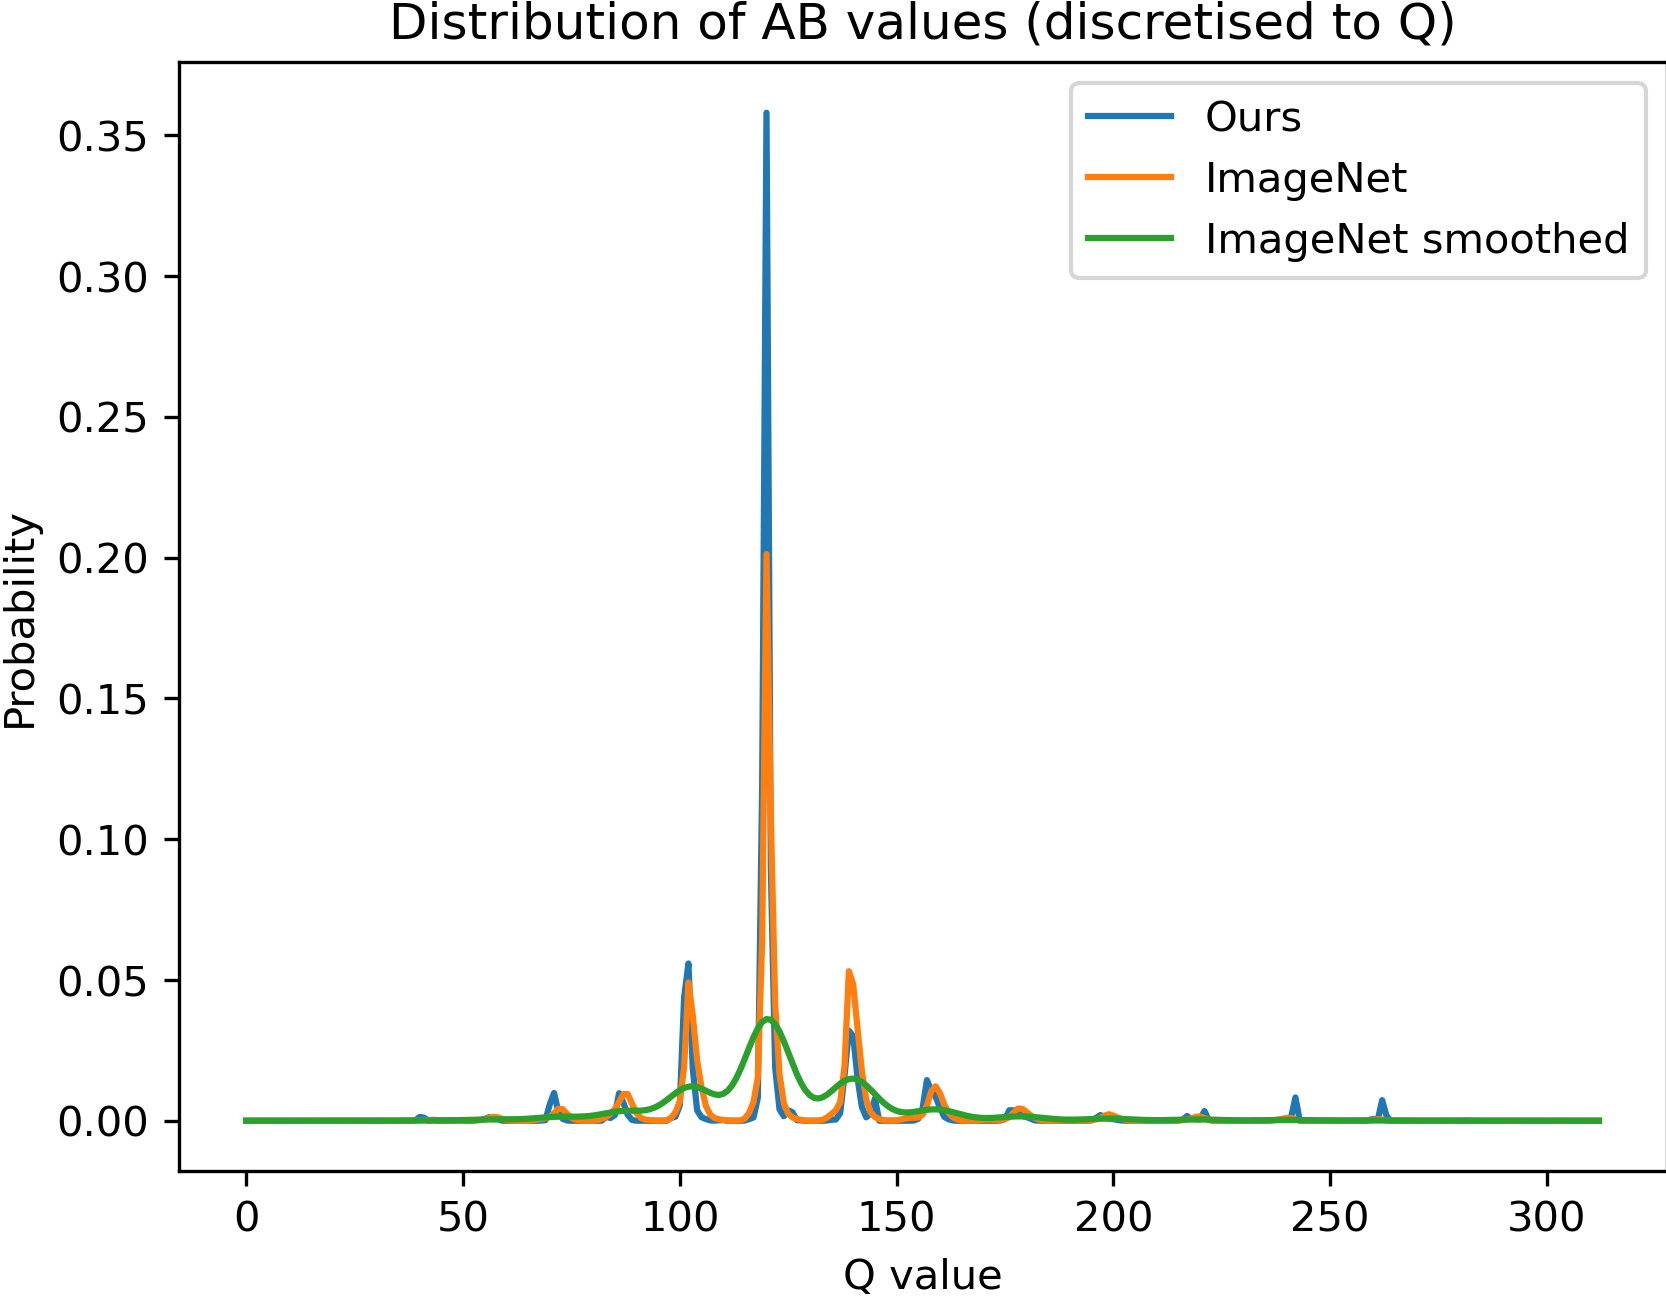 Distribution of AB values (discretised to Q)
Ours
ImageNet
ImageNet smoothed
Probability
0.35
0.30
0.25
0.20
0.15
0.10
0.05
0.00
0 50 100 150 200 250 300
Q value